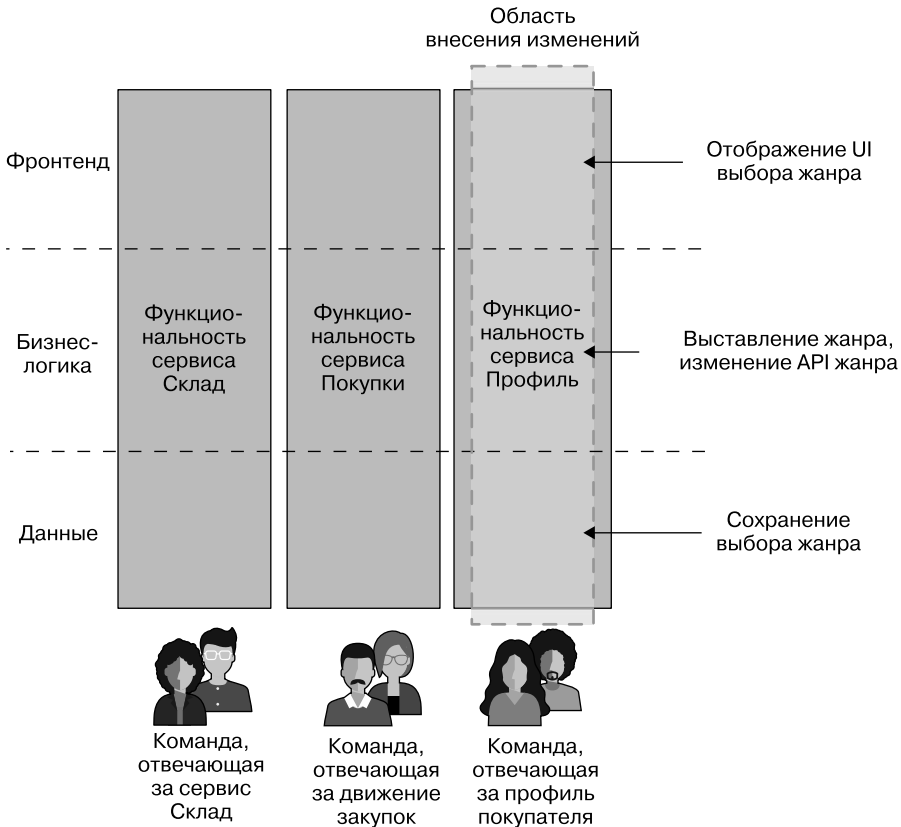 Область
внесения изменений
Фронтенд
Отображение UI
выбора жанра
Бизнес-
логика
Функцио-
нальность
сервиса
Склад
Функцио-
нальность
сервиса
Покупки
Функцио-
нальность
сервиса
Профиль
Выставление жанра,
изменение API жанра
Данные
Сохранение
выбора жанра
Команда,
отвечающая
за сервис
Склад
Команда,
отвечающая
за движение
закупок
Команда,
отвечающая
за профиль
покупателя